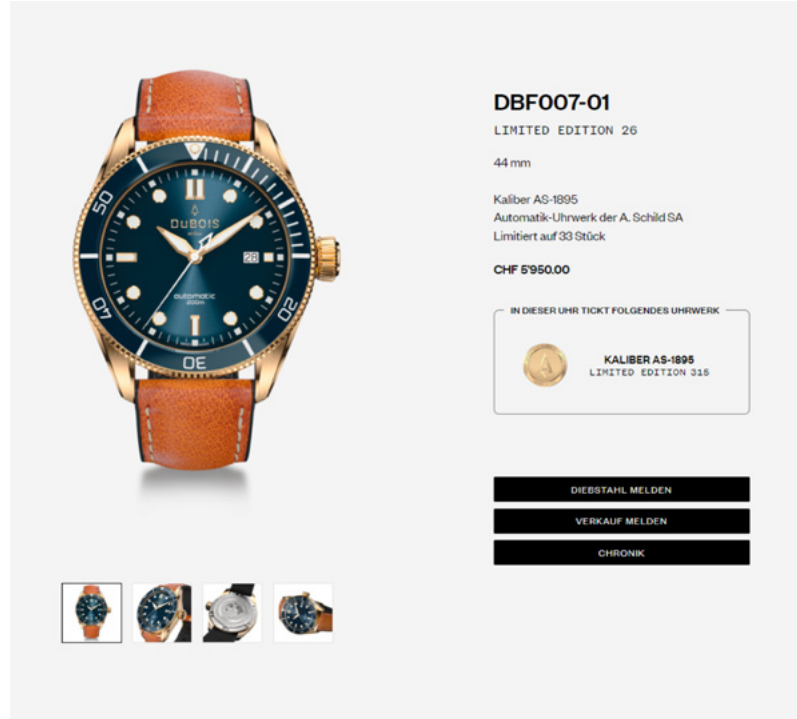 DBF007-01
LIMITED EDITION 26
44 mm
Kaliber AS-1895
Automatik-Uhrwerk der A. Schild SA
Limitiert auf 33 Stück
CHF 5'950.00
IN DIESER UHR TICKT FOLGENDES UHRWERK
A
KALIBER AS-1895
LIMITED EDITION 315
DIEBSTAHL MELDEN
VERKAUF MELDEN
CHRONIK
50
DUBOIS
28
automatic
200m
40
20
30